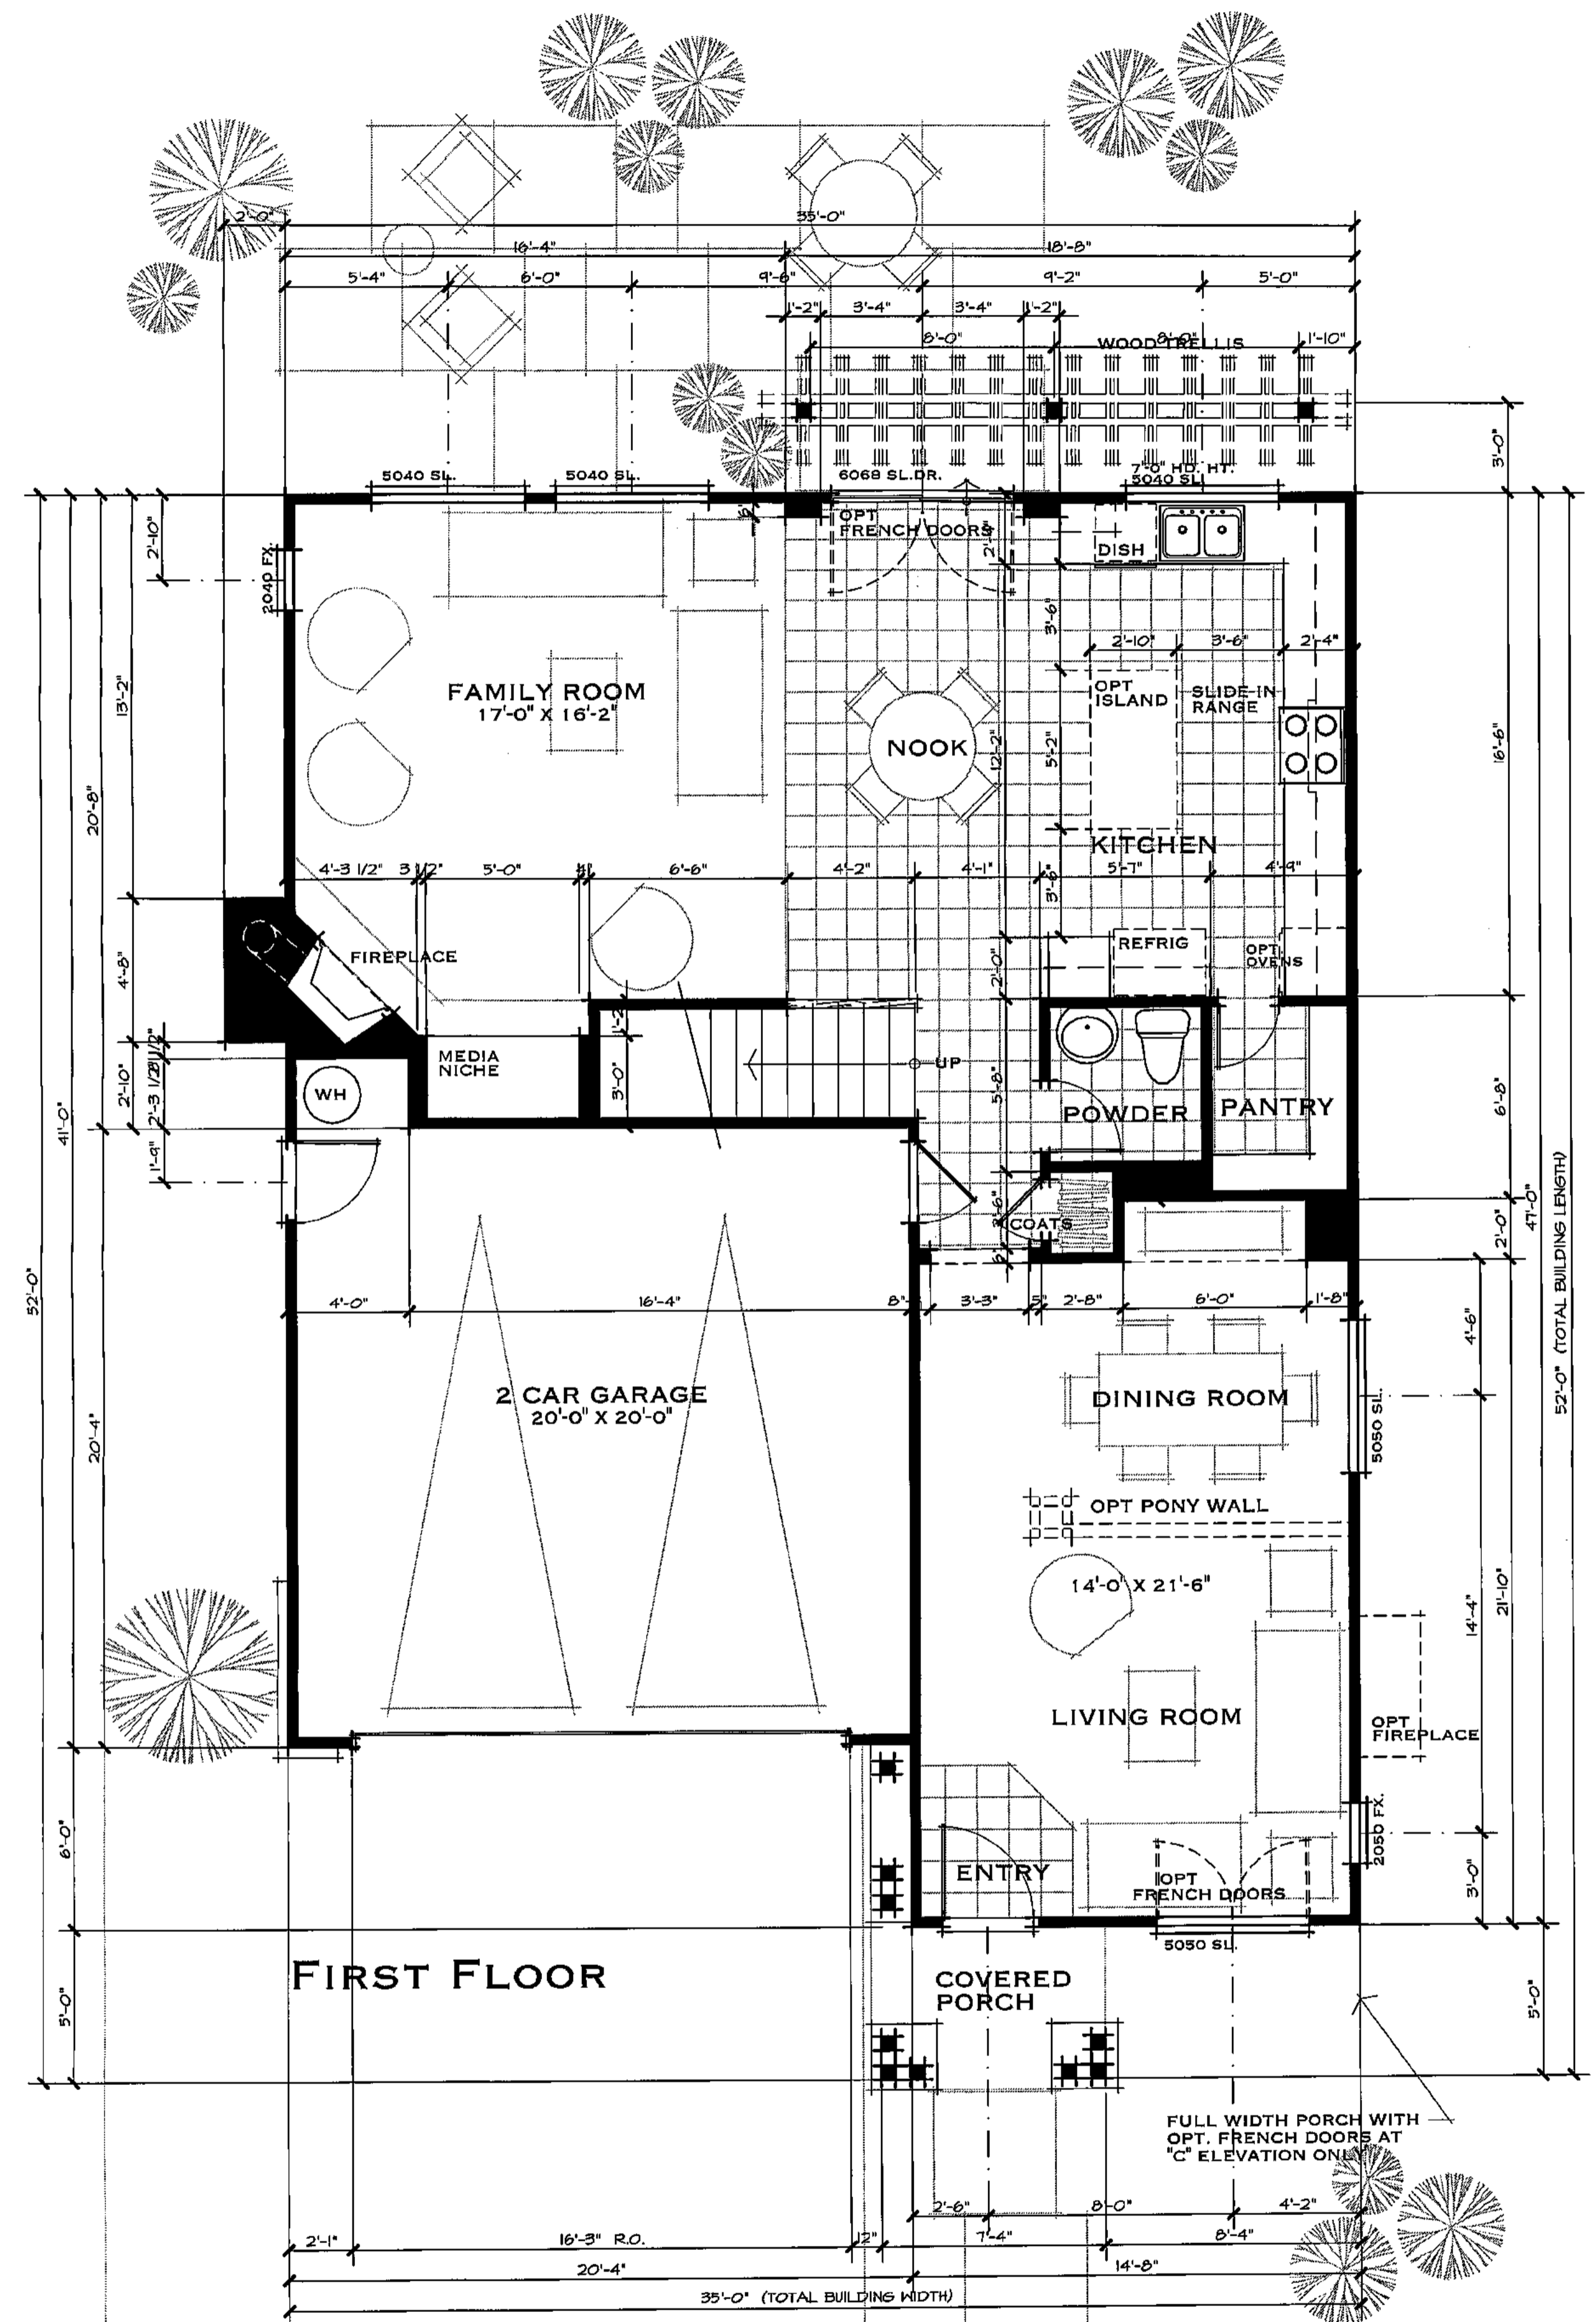 2'-0"
35'-0"
16'-4"
18'-8"
5'-4"
6'-0"
9'-6"
9'-2"
5'-0"
1'-2"
3'-4"
3'-4"
1'-2"
8'-0"
WOOD TRELLIS
8'-0"
1'-10"
3'-0"
5040 SL.
5040 SL.
6068 SL.DR.
7'-0" HD. HT.
5040 SL.
OPT
FRENCH DOORS
DISH
2'-10"
2040 FX.
3'-6"
2'-10"
3'-6"
2'-4"
FAMILY ROOM
17'-0" X 16'-2"
OPT
ISLAND
SLIDE-IN
RANGE
NOOK
12'-2"
5'-2"
13'-2"
16'-6"
20'-8"
KITCHEN
4'-3 1/2"
3 1/2"
5'-0"
6'-6"
4'-2"
4'-1"
5'-7"
4'-9"
3'-6"
FIREPLACE
REFRIG
OPT
OVENS
4'-8"
2'-0"
1'-2"
MEDIA
NICHE
UP
WH
3'-0"
5'-8"
POWDER
PANTRY
2'-10"
2'-3 1/2"
1'-9"
6'-8"
41'-0"
COATS
2'-0"
47'-0"
52'-0" (TOTAL BUILDING LENGTH)
52'-0"
4'-0"
16'-4"
8"
3'-3"
5"
2'-8"
6'-0"
1'-8"
4'-6"
2 CAR GARAGE
20'-0" X 20'-0"
DINING ROOM
5050 SL.
20'-4"
OPT PONY WALL
14'-0" X 21'-6"
14'-4"
21'-10"
LIVING ROOM
OPT
FIREPLACE
6'-0"
ENTRY
OPT
FRENCH DOORS
2050 FX.
3'-0"
5050 SL.
FIRST FLOOR
COVERED
PORCH
5'-0"
5'-0"
FULL WIDTH PORCH WITH
OPT. FRENCH DOORS AT
"C" ELEVATION ONLY
2'-6"
8'-0"
4'-2"
2'-1"
16'-3" R.O.
12"
7'-4"
8'-4"
20'-4"
14'-8"
35'-0" (TOTAL BUILDING WIDTH)